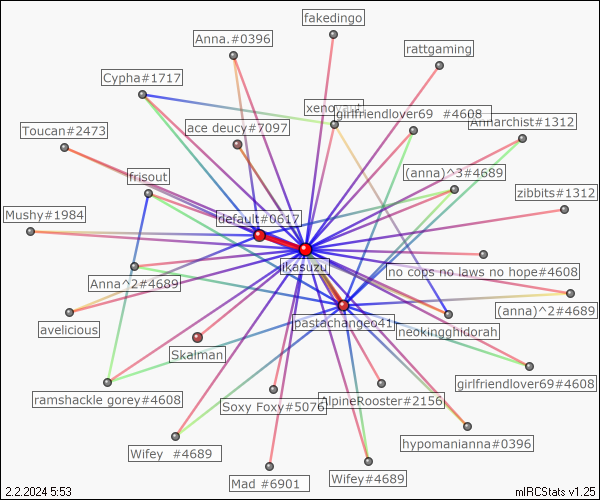 fakedingo
Anna.#0396
rattgaming
Cypha#1717
girlfriendlover69 #4608
Annarchist#1312
Toucan#2473
ace deucy#7097
(anna)^3#4689
frisout
zibbits#1312
Mushy#1984
default#0617
jkasuzu
no cops no laws no hope#4608
Anna^2#4689
(anna)^2#4689
pastachangeo41
neokingghidorah
avelicious
Skalman
girlfriendlover69#4608
ramshackle gorey#4608
Soxy Foxy#5076
AlpineRooster#2156
hypomanianna#0396
Wifey #4689
Mad #6901
Wifey#4689
2.2.2024 5:53
mIRCStats v1.25